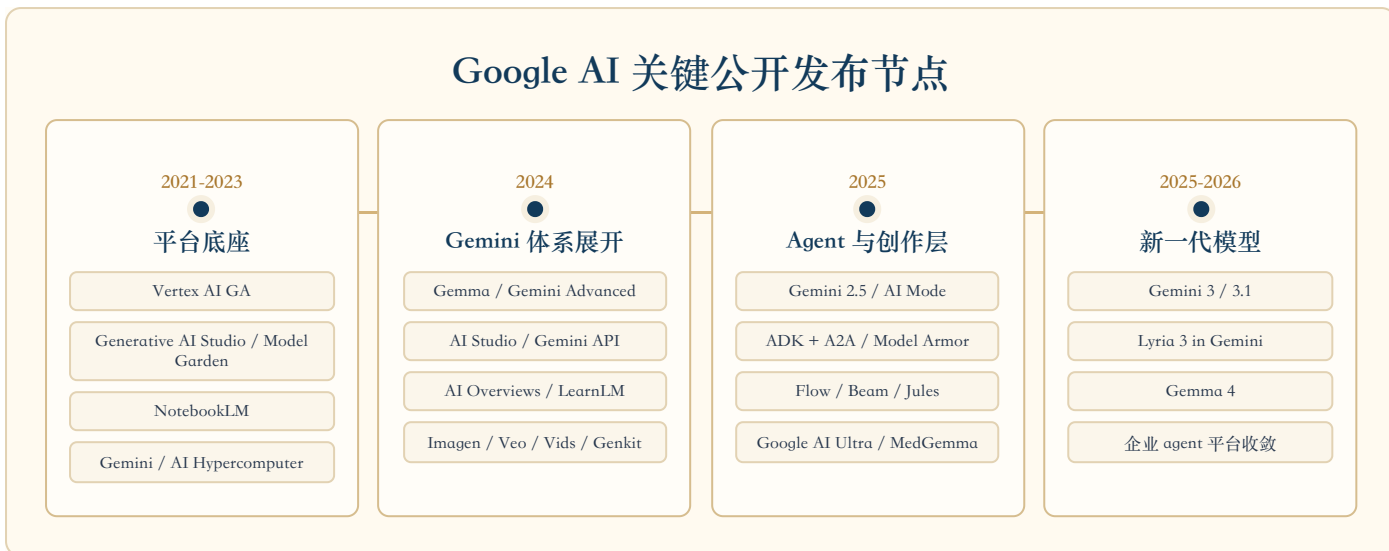 Google AI 关键公开发布节点
2021-2023
平台底座
Vertex AI GA
Generative AI Studio / Model
Garden
NotebookLM
Gemini / AI Hypercomputer
2024
Gemini 体系展开
Gemma / Gemini Advanced
AI Studio / Gemini API
AI Overviews / LearnLM
Imagen / Veo / Vids / Genkit
2025
Agent 与创作层
Gemini 2.5 / AI Mode
ADK + A2A / Model Armor
Flow / Beam / Jules
Google AI Ultra / MedGemma
2025-2026
新一代模型
Gemini 3 / 3.1
Lyria 3 in Gemini
Gemma 4
企业 agent 平台收敛